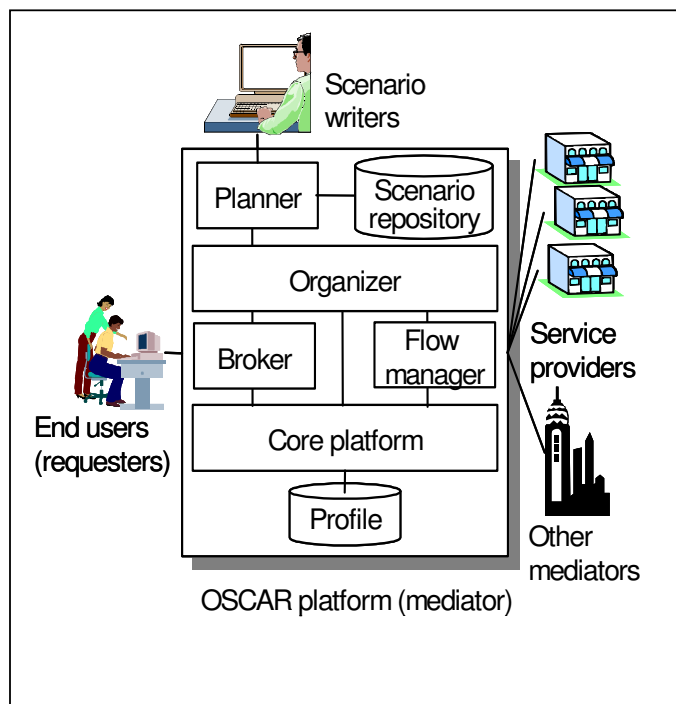 Scenario
writers
Planner
Scenario
repository
Organizer
Broker
Flow
manager
Service
providers
End users
(requesters)
Core platform
Profile
Other
mediators
OSCAR platform (mediator)